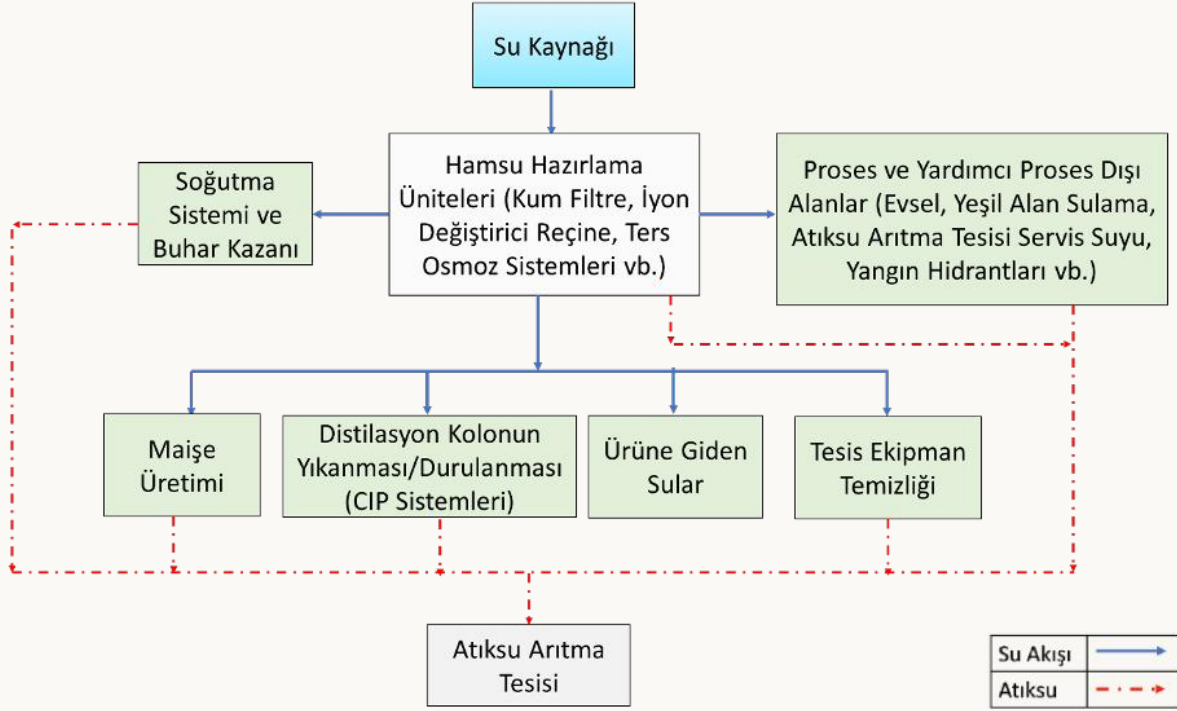 Su Kaynağı
Hamsu Hazırlama
Üniteleri (Kum Filtre, İyon
Değiştirici Reçine, Ters
Osmoz Sistemleri vb.)
Soğutma
Sistemi ve
Buhar Kazanı
Proses ve Yardımcı Proses Dışı
Alanlar (Evsel, Yeşil Alan Sulama,
Atıksu Arıtma Tesisi Servis Suyu,
Yangın Hidrantları vb.)
Maişe
Üretimi
Distilasyon Kolonun
Yıkanması/Durulanması
(CIP Sistemleri)
Ürüne Giden
Sular
Tesis Ekipman
Temizliği
Atıksu Arıtma
Tesisi
Su Akışı
Atıksu